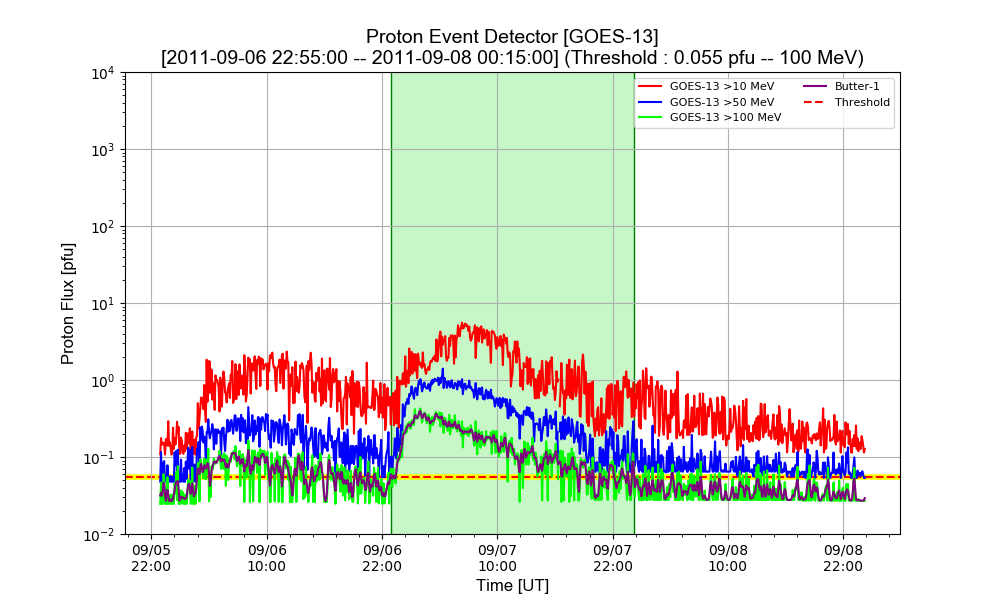 Proton Event Detector [GOES-13]
[2011-09-06 22:55:00 -- 2011-09-08 00:15:00] (Threshold : 0.055 pfu -- 100 MeV)
GOES-13 >10 MeV
GOES-13 >50 MeV
GOES-13 >100 MeV
Butter-1
Threshold
Proton Flux [pfu]
10⁴
10³
10²
10¹
10⁰
10⁻¹
10⁻²
09/05
22:00
09/06
10:00
09/06
22:00
09/07
10:00
09/07
22:00
09/08
10:00
09/08
22:00
Time [UT]